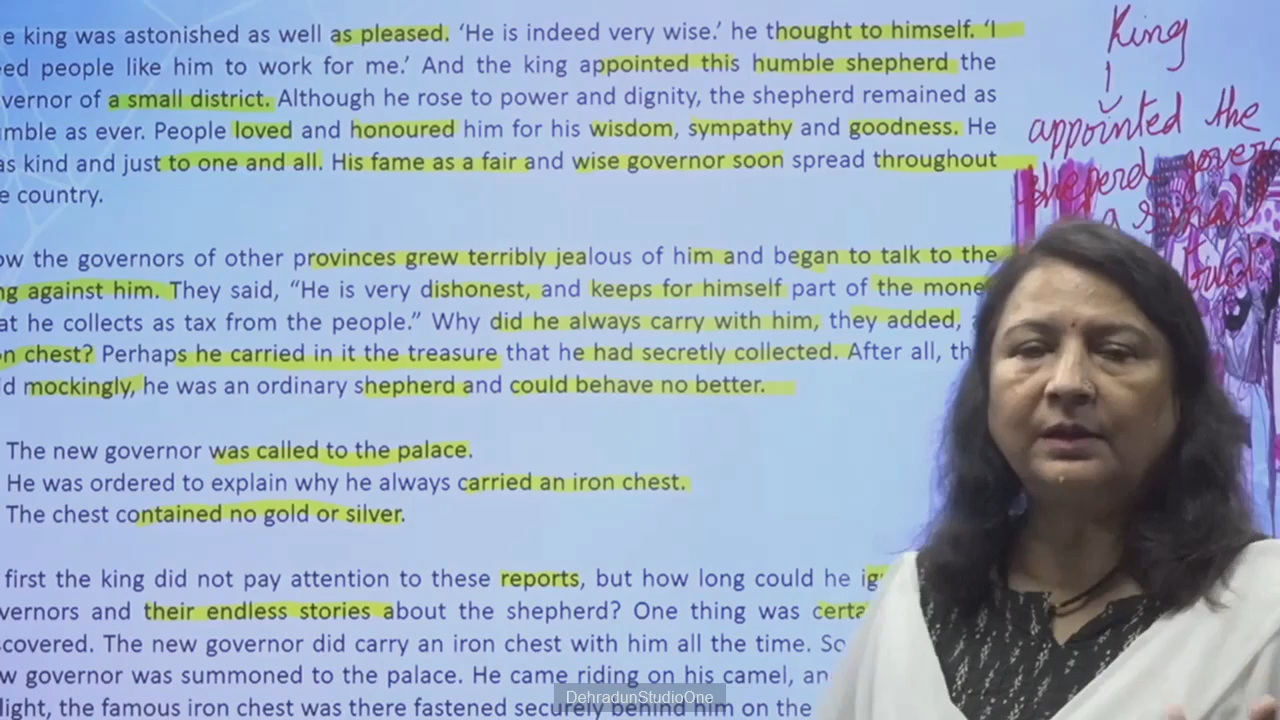 e king was astonished as well as pleased. ‘He is indeed very wise.’ he thought to himself. ‘I
eed people like him to work for me.’ And the king appointed this humble shepherd the
vernor of a small district. Although he rose to power and dignity, the shepherd remained as
mble as ever. People loved and honoured him for his wisdom, sympathy and goodness. He
as kind and just to one and all. His fame as a fair and wise governor soon spread throughout
e country.
ow the governors of other provinces grew terribly jealous of him and began to talk to the
ng against him. They said, “He is very dishonest, and keeps for himself part of the mone
at he collects as tax from the people.” Why did he always carry with him, they added,
n chest? Perhaps he carried in it the treasure that he had secretly collected. After all, th
d mockingly, he was an ordinary shepherd and could behave no better.
The new governor was called to the palace.
He was ordered to explain why he always carried an iron chest.
The chest contained no gold or silver.
first the king did not pay attention to these reports, but how long could he ig
vernors and their endless stories about the shepherd? One thing was certa
covered. The new governor did carry an iron chest with him all the time. So
w governor was summoned to the palace. He came riding on his camel, an
light, the famous iron chest was there fastened securely behind him on the
King
appointed the
sheperd gover
a small
DehradunStudioOne